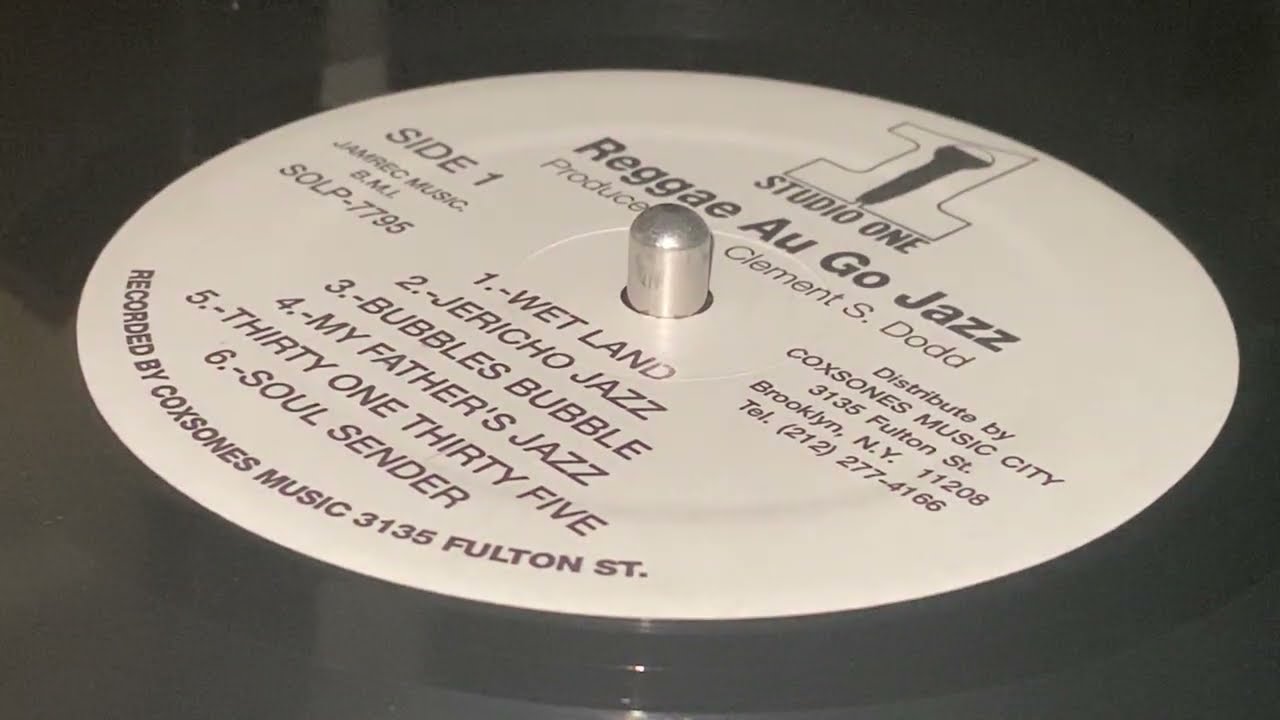 1
STUDIO ONE
Reggae Au Go Jazz
Produce Clement S. Dodd
SIDE 1
JAMREC MUSIC.
B.M.I.
SOLP-7795
Distribute by
COXSONES MUSIC CITY
3135 Fulton St.
Brooklyn, N.Y. 11208
Tel. (212) 277-4166
1.-WET LAND
2.-JERICHO JAZZ
3.-BUBBLES BUBBLE
4.-MY FATHER'S JAZZ
5.-THIRTY ONE THIRTY FIVE
6.-SOUL SENDER
RECORDED BY COXSONES MUSIC 3135 FULTON ST.